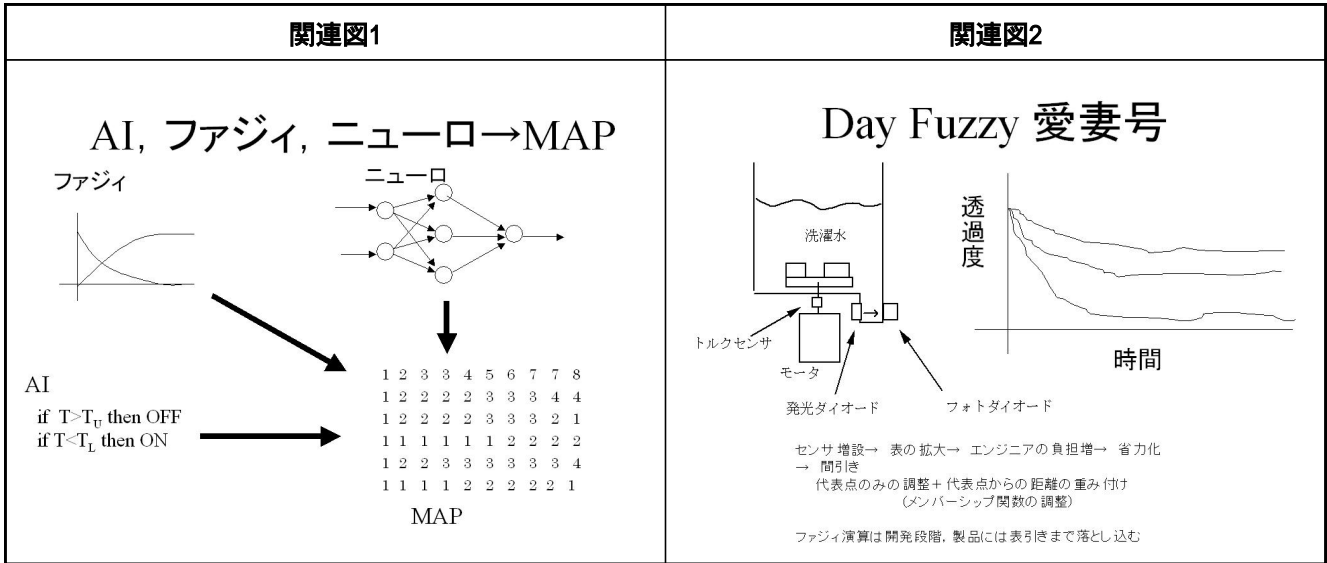 関連図1
関連図2
AI, ファジィ, ニューロ→MAP
ファジィ
ニューロ
AI
if T>TU then OFF
if T<TL then ON
1 2 3 3 4 5 6 7 7 8
1 2 2 2 2 3 3 3 4 4
1 2 2 2 2 3 3 3 2 1
1 1 1 1 1 1 2 2 2 2
1 2 2 3 3 3 3 3 3 4
1 1 1 1 2 2 2 2 2 1
MAP
Day Fuzzy 愛妻号
洗濯水
トルクセンサ
モータ
発光ダイオード
フォトダイオード
透過度
時間
センサ増設→ 表の拡大→ エンジニアの負担増→ 省力化
→ 間引き
代表点のみの調整+代表点からの距離の重み付け
(メンバーシップ関数の調整)
ファジィ演算は開発段階, 製品には表引きまで落とし込む